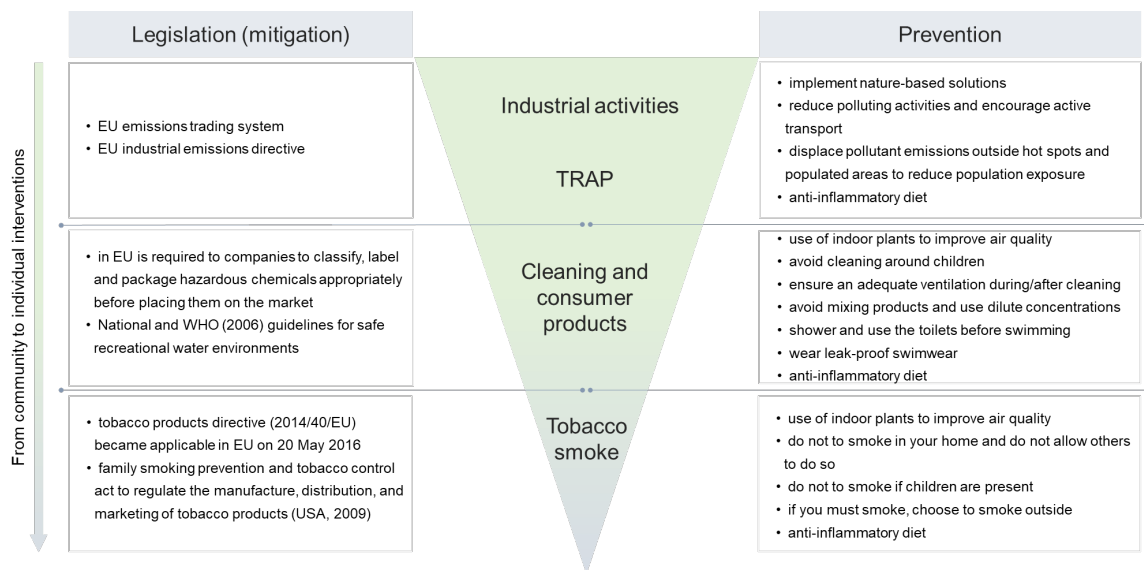 Legislation (mitigation)
Prevention
From community to individual interventions
• EU emissions trading system
• EU industrial emissions directive
Industrial activities
TRAP
• implement nature-based solutions
• reduce polluting activities and encourage active
transport
• displace pollutant emissions outside hot spots and
populated areas to reduce population exposure
• anti-inflammatory diet
• in EU is required to companies to classify, label
and package hazardous chemicals appropriately
before placing them on the market
• National and WHO (2006) guidelines for safe
recreational water environments
Cleaning and
consumer
products
• use of indoor plants to improve air quality
• avoid cleaning around children
• ensure an adequate ventilation during/after cleaning
• avoid mixing products and use dilute concentrations
• shower and use the toilets before swimming
• wear leak-proof swimwear
• anti-inflammatory diet
• tobacco products directive (2014/40/EU)
became applicable in EU on 20 May 2016
• family smoking prevention and tobacco control
act to regulate the manufacture, distribution, and
marketing of tobacco products (USA, 2009)
Tobacco
smoke
• use of indoor plants to improve air quality
• do not to smoke in your home and do not allow others
to do so
• do not to smoke if children are present
• if you must smoke, choose to smoke outside
• anti-inflammatory diet